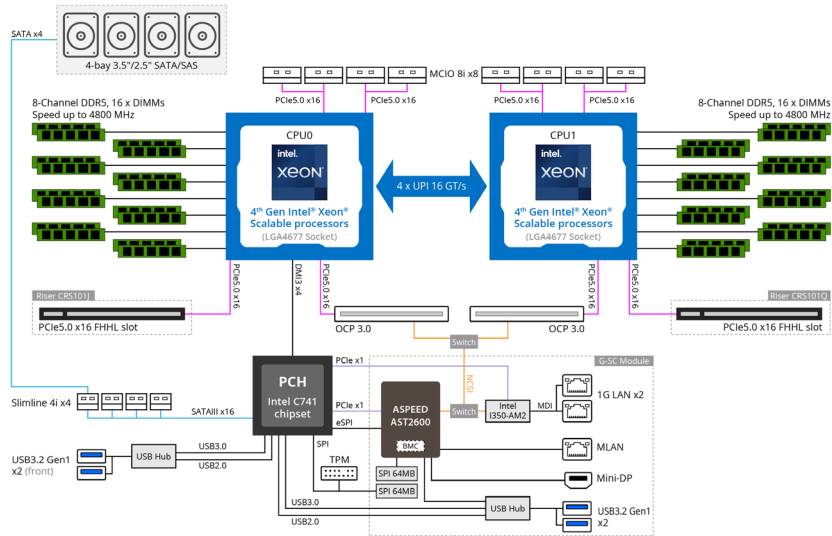 SATA x4
4-bay 3.5"/2.5" SATA/SAS
MCIO 8i x8
PCIe5.0 x16
PCIe5.0 x16
PCIe5.0 x16
PCIe5.0 x16
8-Channel DDR5, 16 x DIMMs
Speed up to 4800 MHz
8-Channel DDR5, 16 x DIMMs
Speed up to 4800 MHz
CPU0
intel.
XEON
4th Gen Intel® Xeon®
Scalable processors
(LGA4677 Socket)
4 x UPI 16 GT/s
CPU1
intel.
XEON
4th Gen Intel® Xeon®
Scalable processors
(LGA4677 Socket)
PCIe5.0 x16
DMI3 x4
PCIe5.0 x16
PCIe5.0 x16
PCIe5.0 x16
Riser CRS101J
PCIe5.0 x16 FHHL slot
OCP 3.0
OCP 3.0
Riser CRS101Q
PCIe5.0 x16 FHHL slot
Switch
NCSI
G-SC Module
PCIe x1
PCH
Intel C741
chipset
PCIe x1
eSPI
ASPEED
AST2600
BMC
Switch
Intel
I350-AM2
MDI
1G LAN x2
Slimline 4i x4
SATAIII x16
MLAN
USB3.2 Gen1
x2 (front)
USB Hub
USB3.0
USB2.0
SPI
TPM
SPI 64MB
SPI 64MB
Mini-DP
USB3.0
USB2.0
USB Hub
USB3.2 Gen1
x2